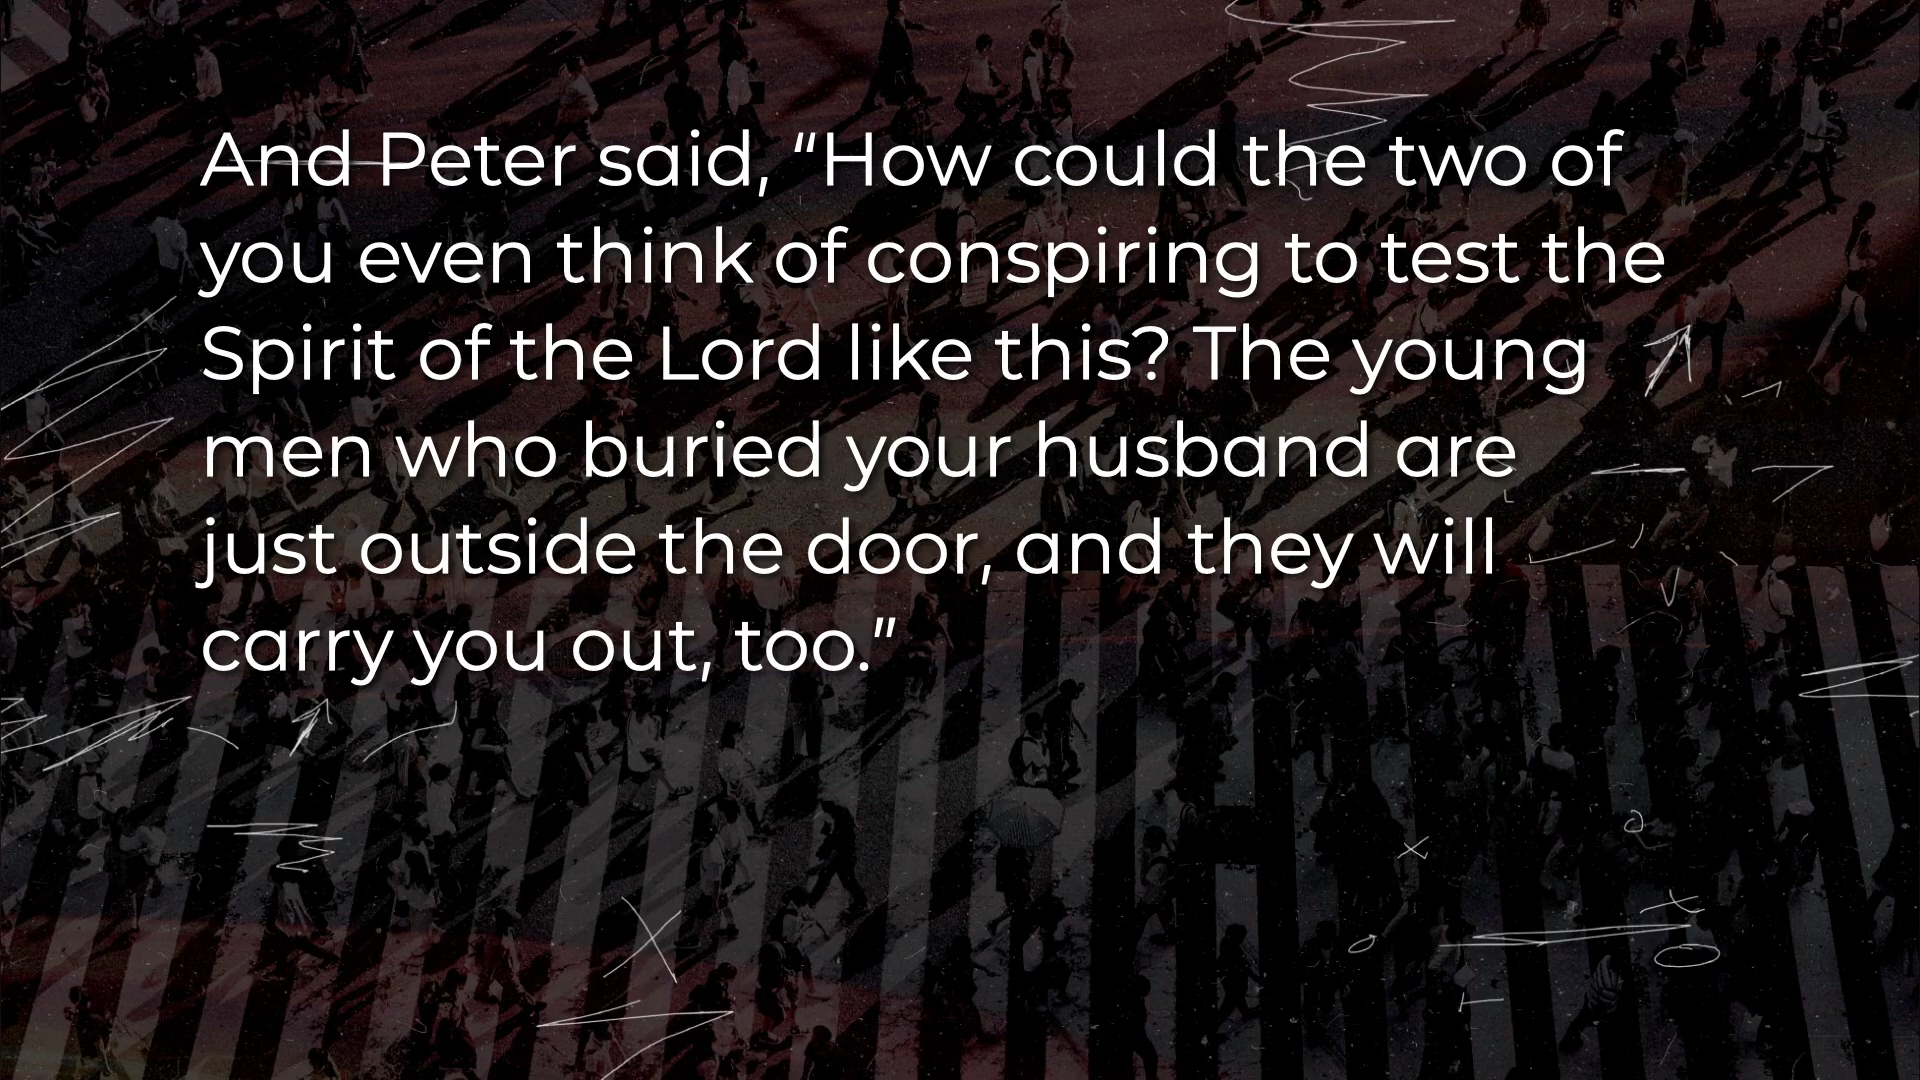 And Peter said, “How could the two of
you even think of conspiring to test the
Spirit of the Lord like this? The young
men who buried your husband are
just outside the door, and they will
carry you out, too.”